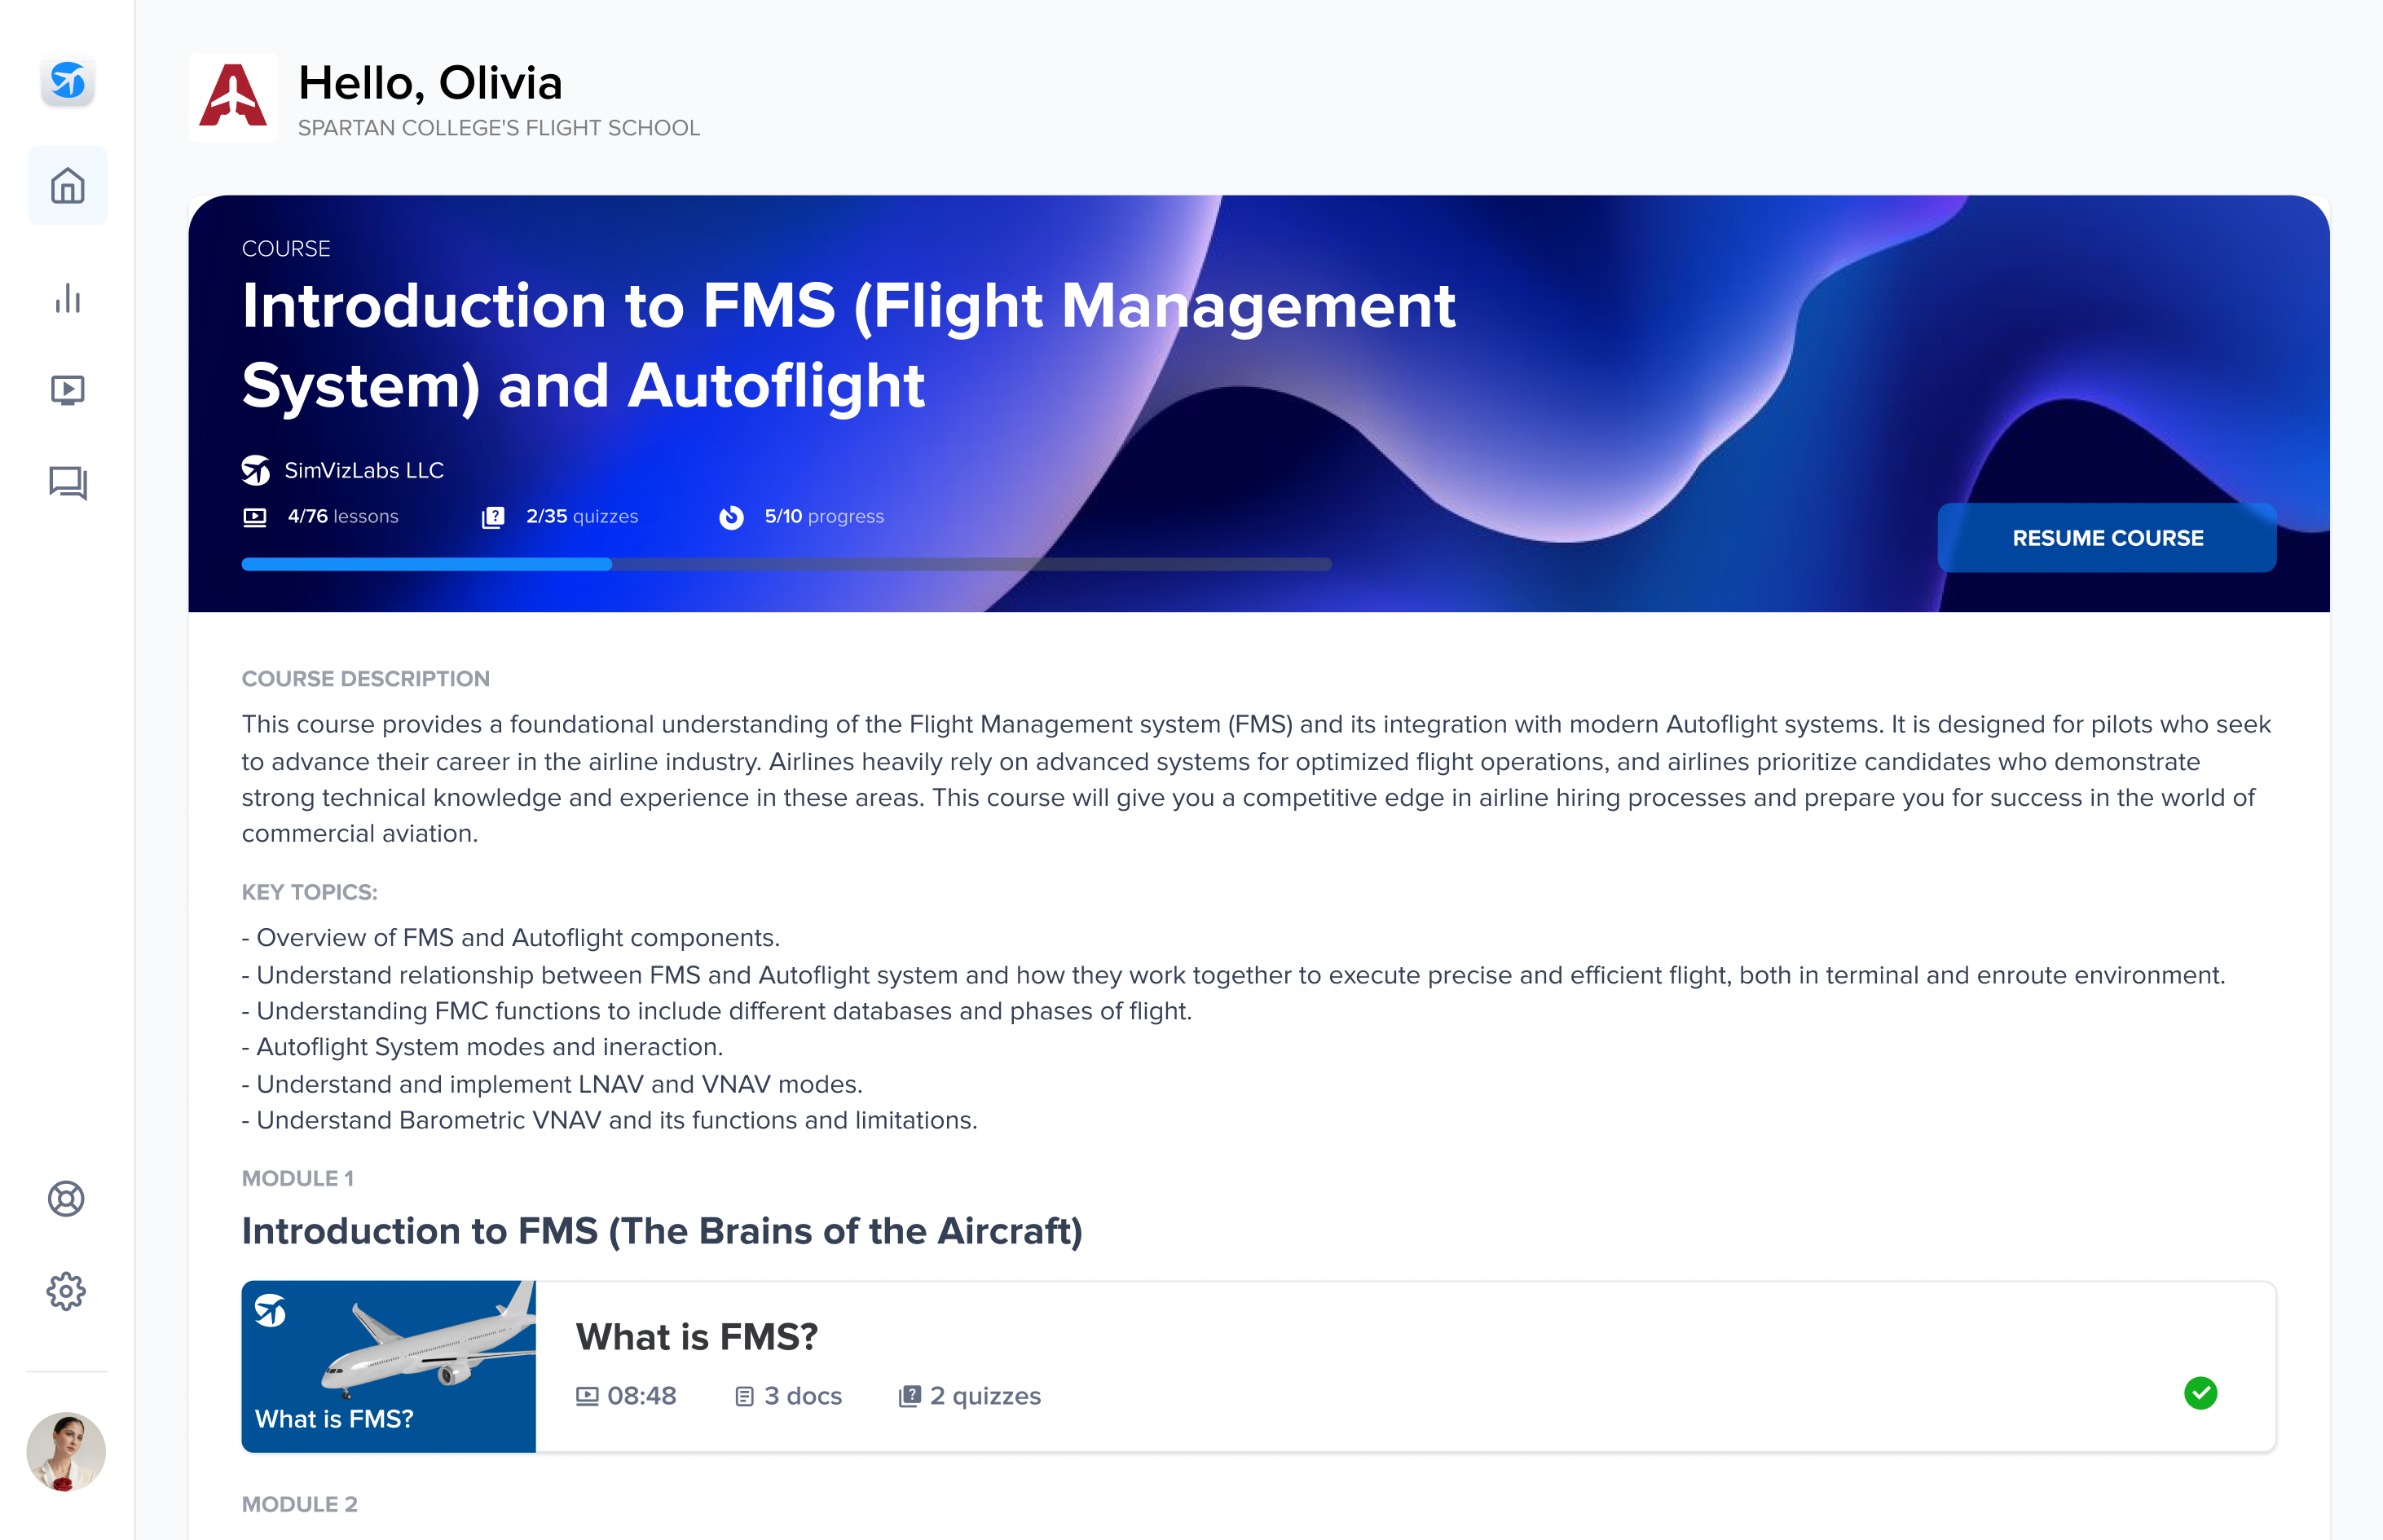 Hello, Olivia
SPARTAN COLLEGE'S FLIGHT SCHOOL
COURSE
Introduction to FMS (Flight Management
System) and Autoflight
SimVizLabs LLC
4/76 lessons 2/35 quizzes 5/10 progress
RESUME COURSE
COURSE DESCRIPTION
This course provides a foundational understanding of the Flight Management system (FMS) and its integration with modern Autoflight systems. It is designed for pilots who seek
to advance their career in the airline industry. Airlines heavily rely on advanced systems for optimized flight operations, and airlines prioritize candidates who demonstrate
strong technical knowledge and experience in these areas. This course will give you a competitive edge in airline hiring processes and prepare you for success in the world of
commercial aviation.
KEY TOPICS:
- Overview of FMS and Autoflight components.
- Understand relationship between FMS and Autoflight system and how they work together to execute precise and efficient flight, both in terminal and enroute environment.
- Understanding FMC functions to include different databases and phases of flight.
- Autoflight System modes and ineraction.
- Understand and implement LNAV and VNAV modes.
- Understand Barometric VNAV and its functions and limitations.
MODULE 1
Introduction to FMS (The Brains of the Aircraft)
What is FMS?
What is FMS?
08:48 3 docs 2 quizzes
MODULE 2